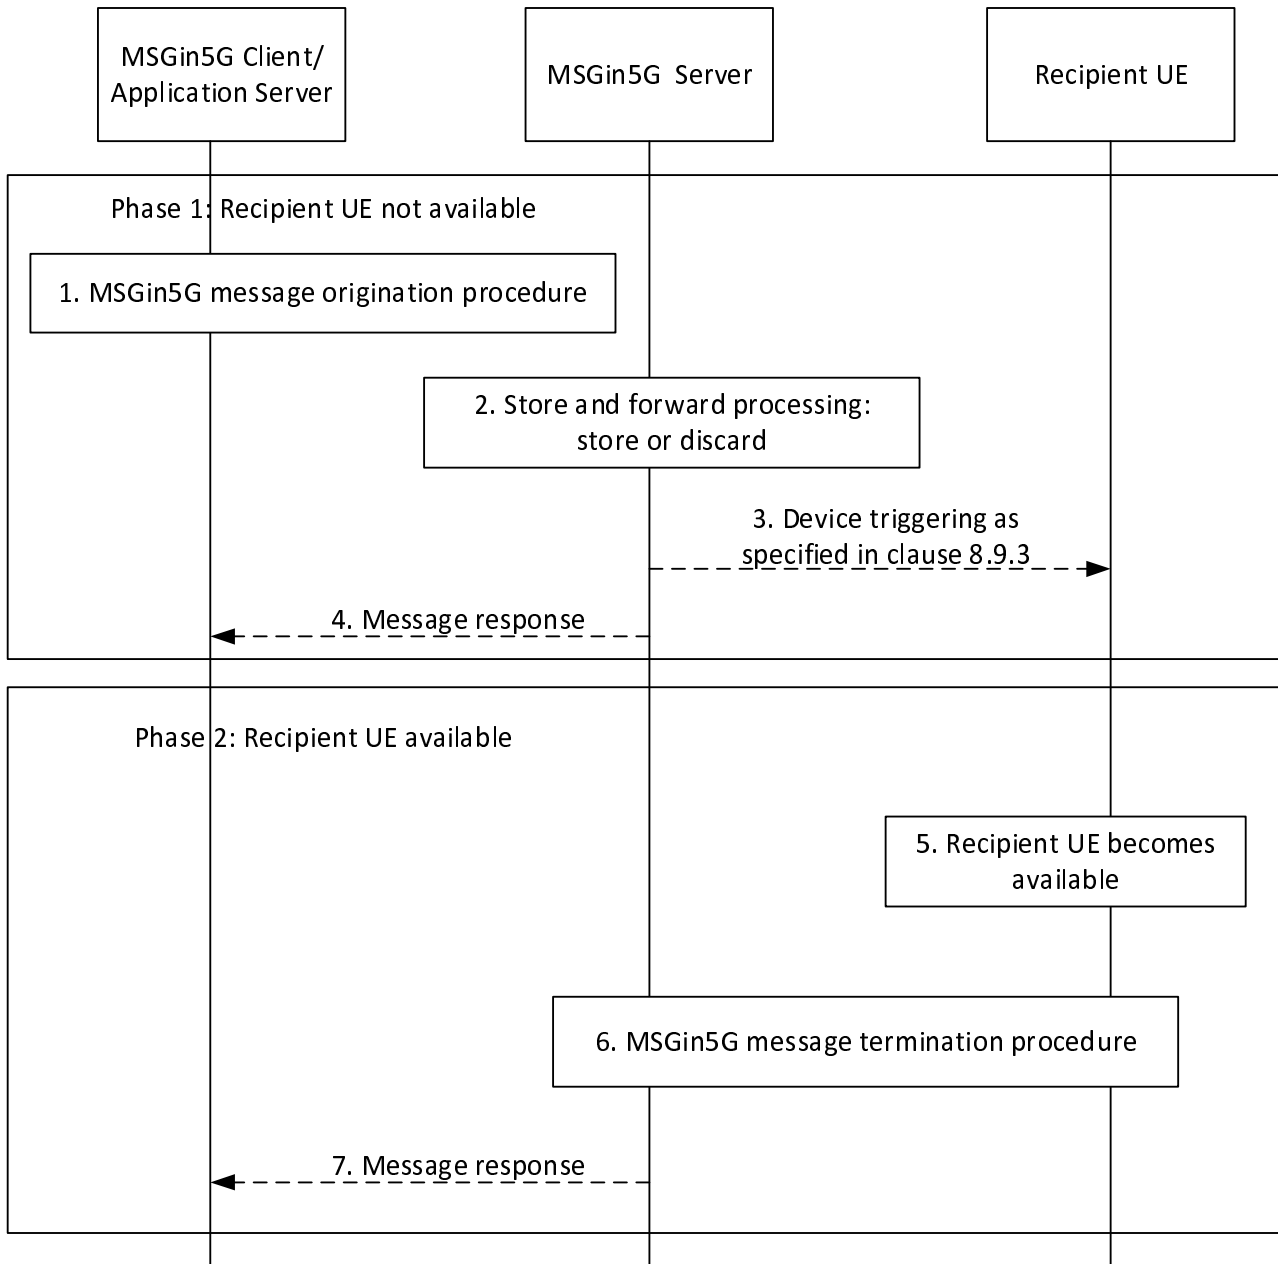 MSGin5G Client/
Application Server
MSGin5G Server
Recipient UE
Phase 1: Recipient UE not available
1. MSGin5G message origination procedure
2. Store and forward processing:
store or discard
3. Device triggering as
specified in clause 8.9.3
4. Message response
Phase 2: Recipient UE available
5. Recipient UE becomes
available
6. MSGin5G message termination procedure
7. Message response